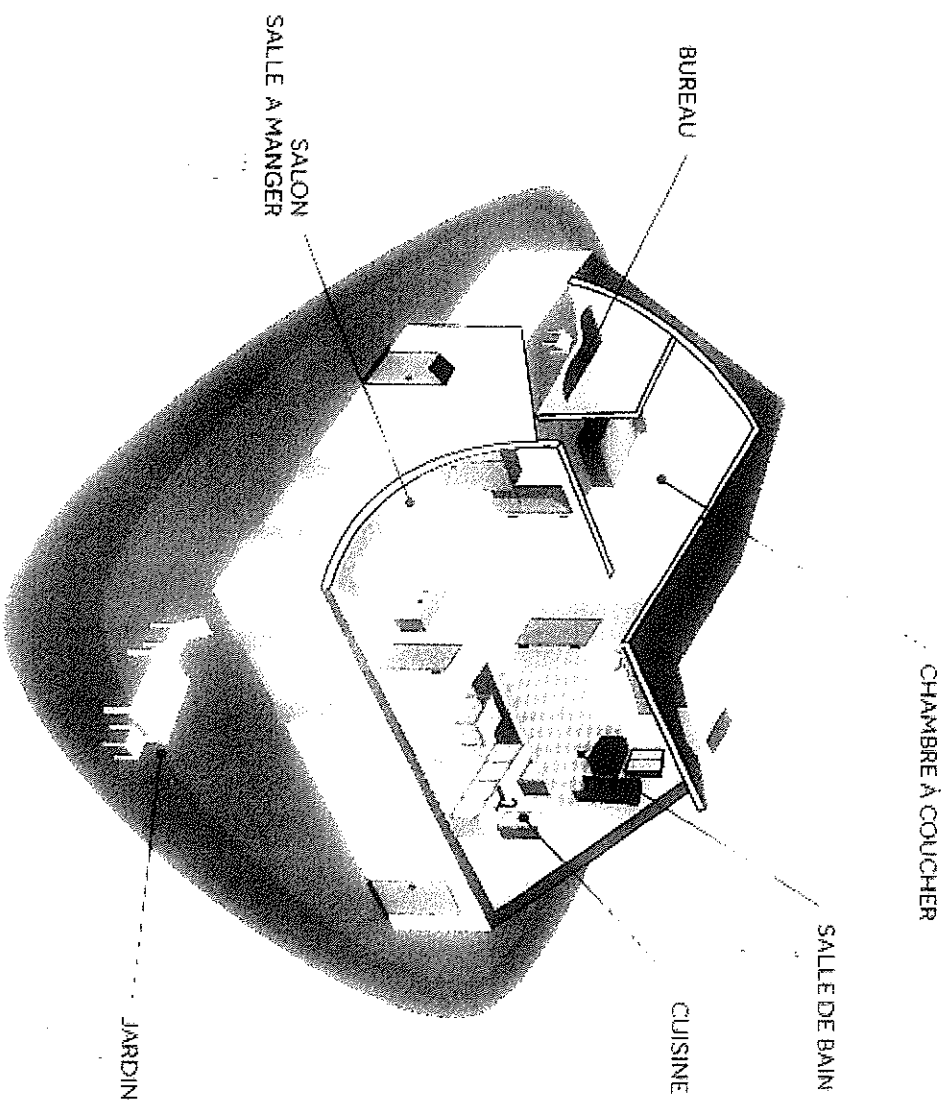 CHAMBRE À COUCHER
SALLE DE BAIN
BUREAU
CUISINE
SALON
SALLE A MANGER
JARDIN